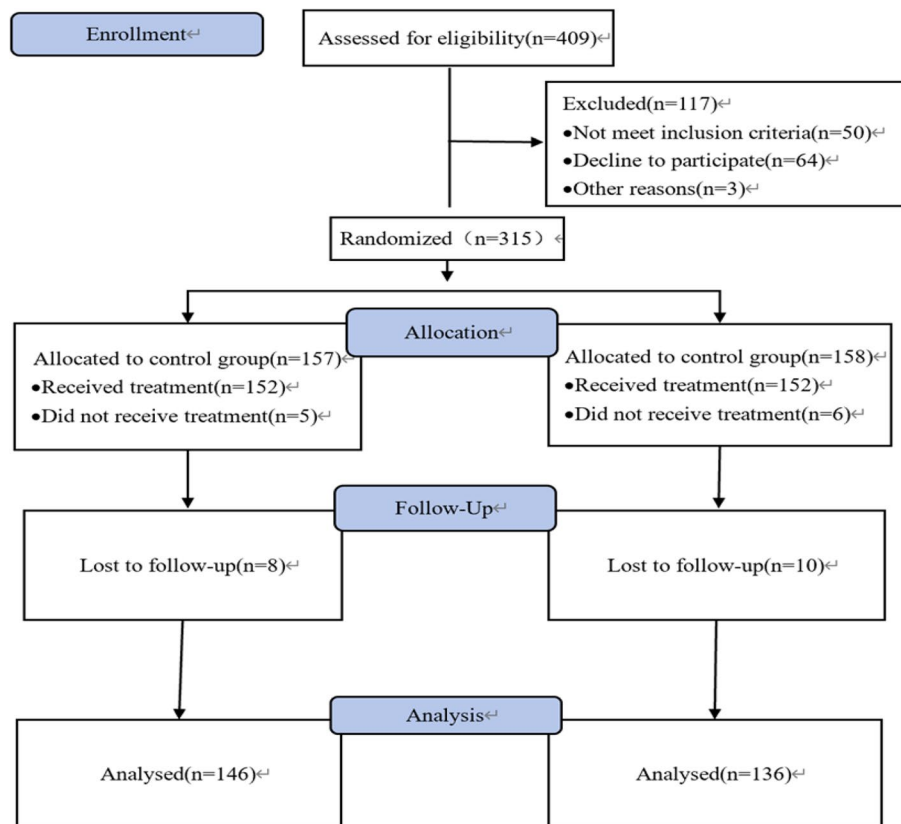 Enrollment↵
Assessed for eligibility(n=409)↵
Excluded(n=117)↵
●Not meet inclusion criteria(n=50)↵
●Decline to participate(n=64)↵
●Other reasons(n=3)↵
Randomized（n=315）↵
Allocation↵
Allocated to control group(n=157)↵
●Received treatment(n=152)↵
●Did not receive treatment(n=5)↵
Allocated to control group(n=158)↵
●Received treatment(n=152)↵
●Did not receive treatment(n=6)↵
Follow-Up↵
Lost to follow-up(n=8)↵
Lost to follow-up(n=10)↵
Analysis↵
Analysed(n=146)↵
Analysed(n=136)↵